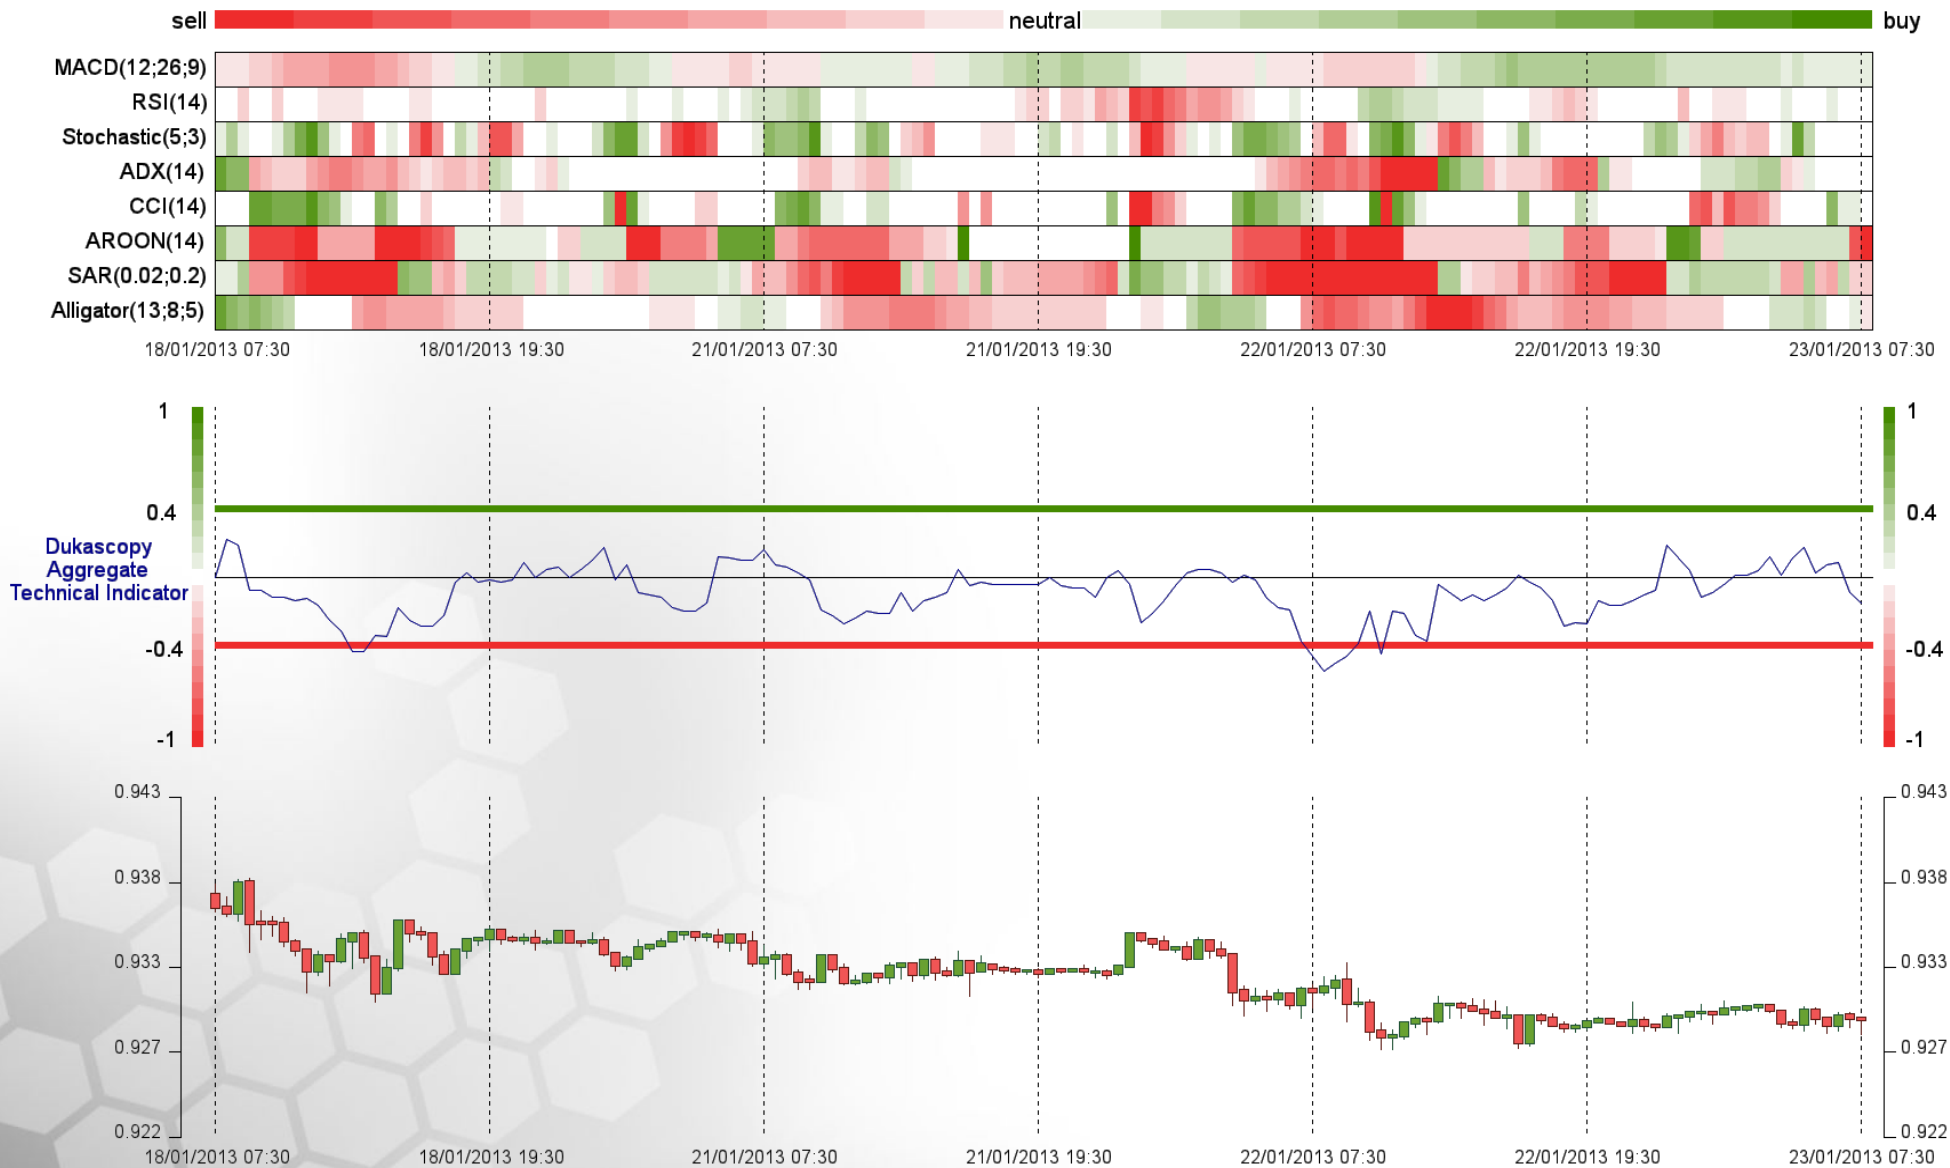 sell neutral buy
MACD(12;26;9)
RSI(14)
Stochastic(5;3)
ADX(14)
CCI(14)
AROON(14)
SAR(0.02;0.2)
Alligator(13;8;5)
18/01/2013 07:30 18/01/2013 19:30 21/01/2013 07:30 21/01/2013 19:30 22/01/2013 07:30 22/01/2013 19:30 23/01/2013 07:30
1 1
0.4 0.4
Dukascopy
Aggregate
Technical Indicator
-0.4 -0.4
-1 -1
0.943 0.943
0.938 0.938
0.933 0.933
0.927 0.927
0.922 0.922
18/01/2013 07:30 18/01/2013 19:30 21/01/2013 07:30 21/01/2013 19:30 22/01/2013 07:30 22/01/2013 19:30 23/01/2013 07:30